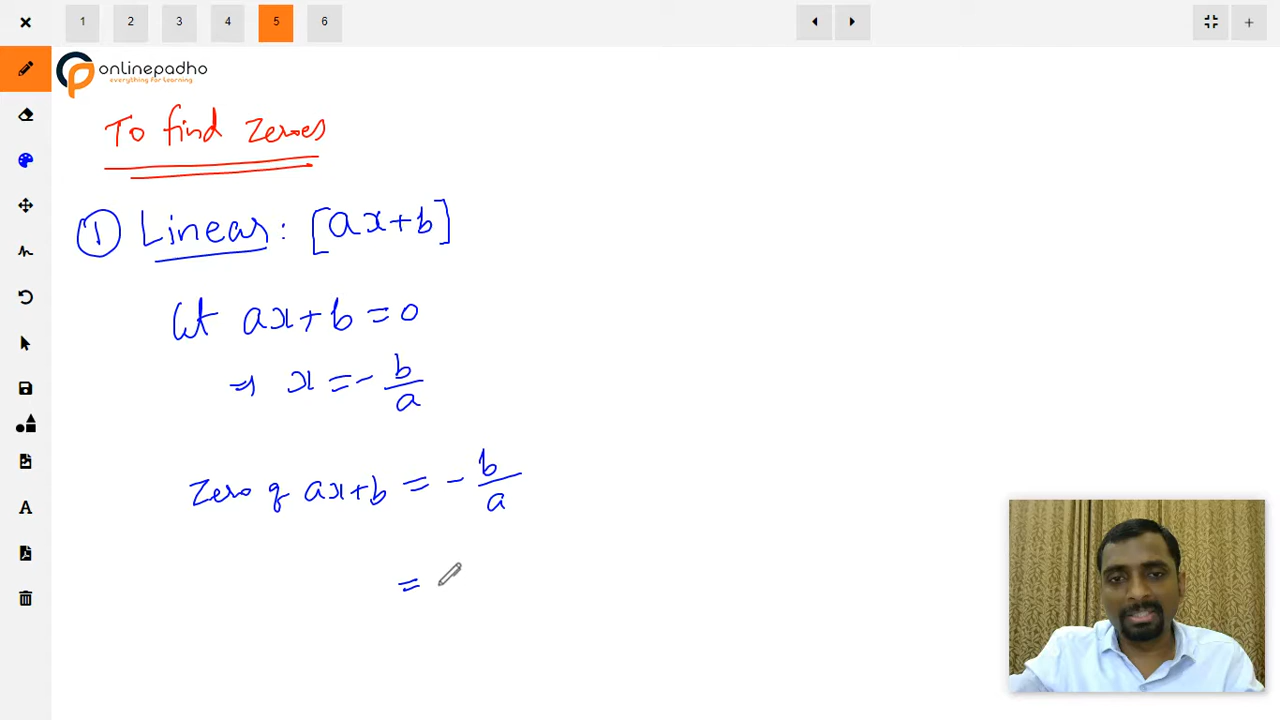 1 2 3 4 5 6
onlinepadho
everything for learning
To find zeroes
① Linear : [ax+b]
Let ax+b = 0
⇒ x = -b/a
Zero of ax+b = -b/a
=
A